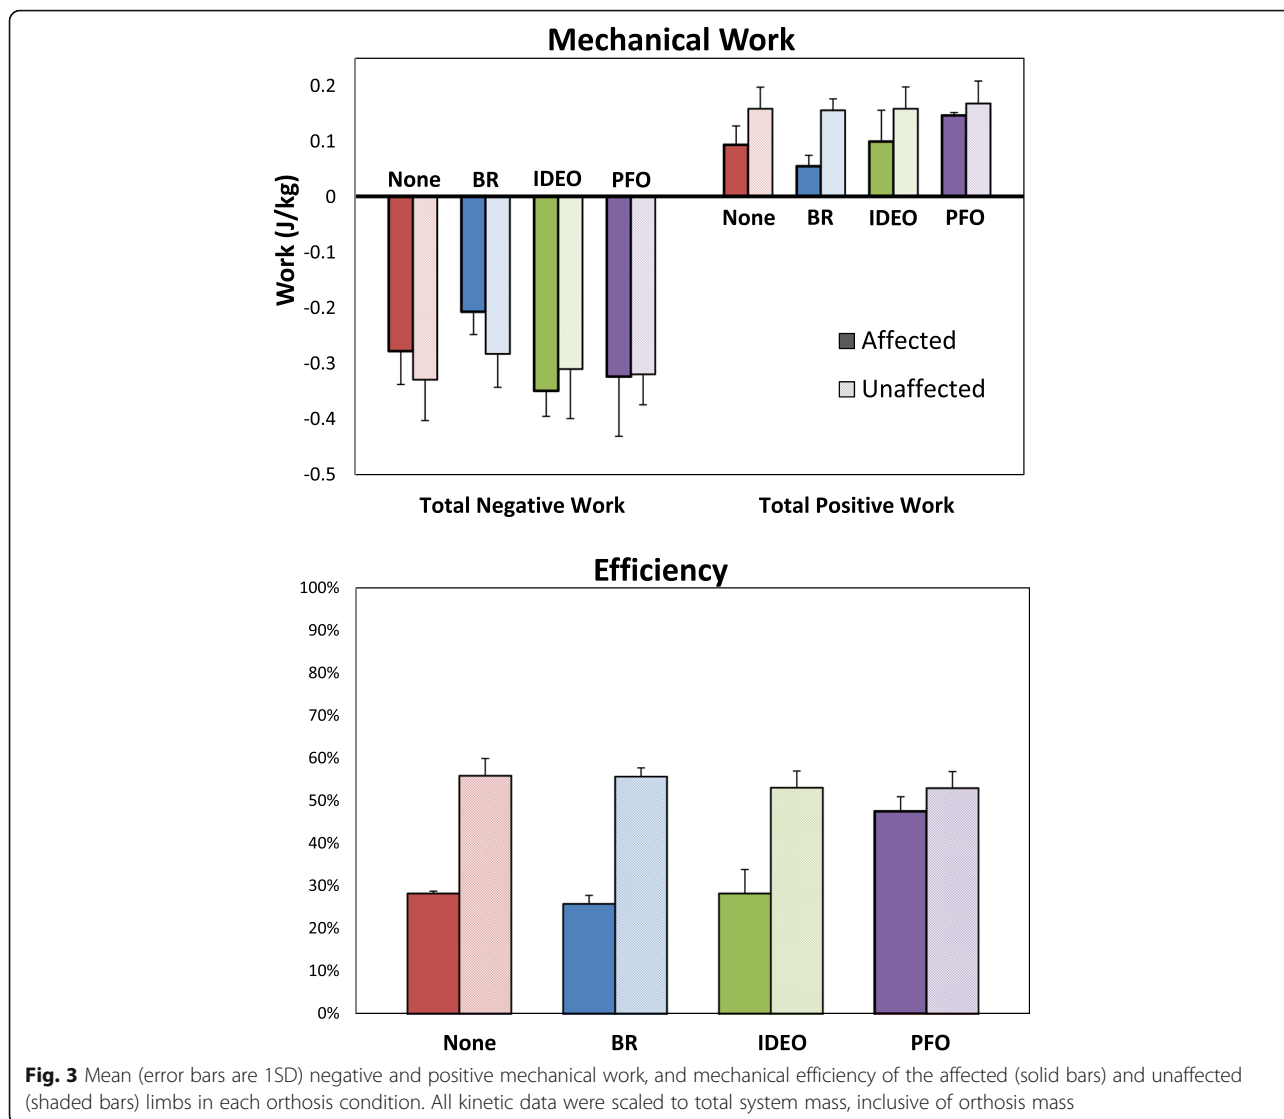 Mechanical Work
0.2
0.1
0
-0.1
-0.2
-0.3
-0.4
-0.5
Work (J/kg)
None BR IDEO PFO
None BR IDEO PFO
Affected
Unaffected
Total Negative Work Total Positive Work
Efficiency
100%
90%
80%
70%
60%
50%
40%
30%
20%
10%
0%
None BR IDEO PFO
Fig. 3 Mean (error bars are 1SD) negative and positive mechanical work, and mechanical efficiency of the affected (solid bars) and unaffected
(shaded bars) limbs in each orthosis condition. All kinetic data were scaled to total system mass, inclusive of orthosis mass